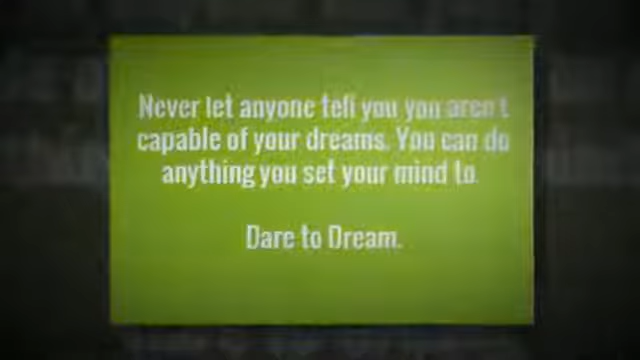 Never let anyone tell you you aren't
capable of your dreams. You can do
anything you set your mind to.
Dare to Dream.